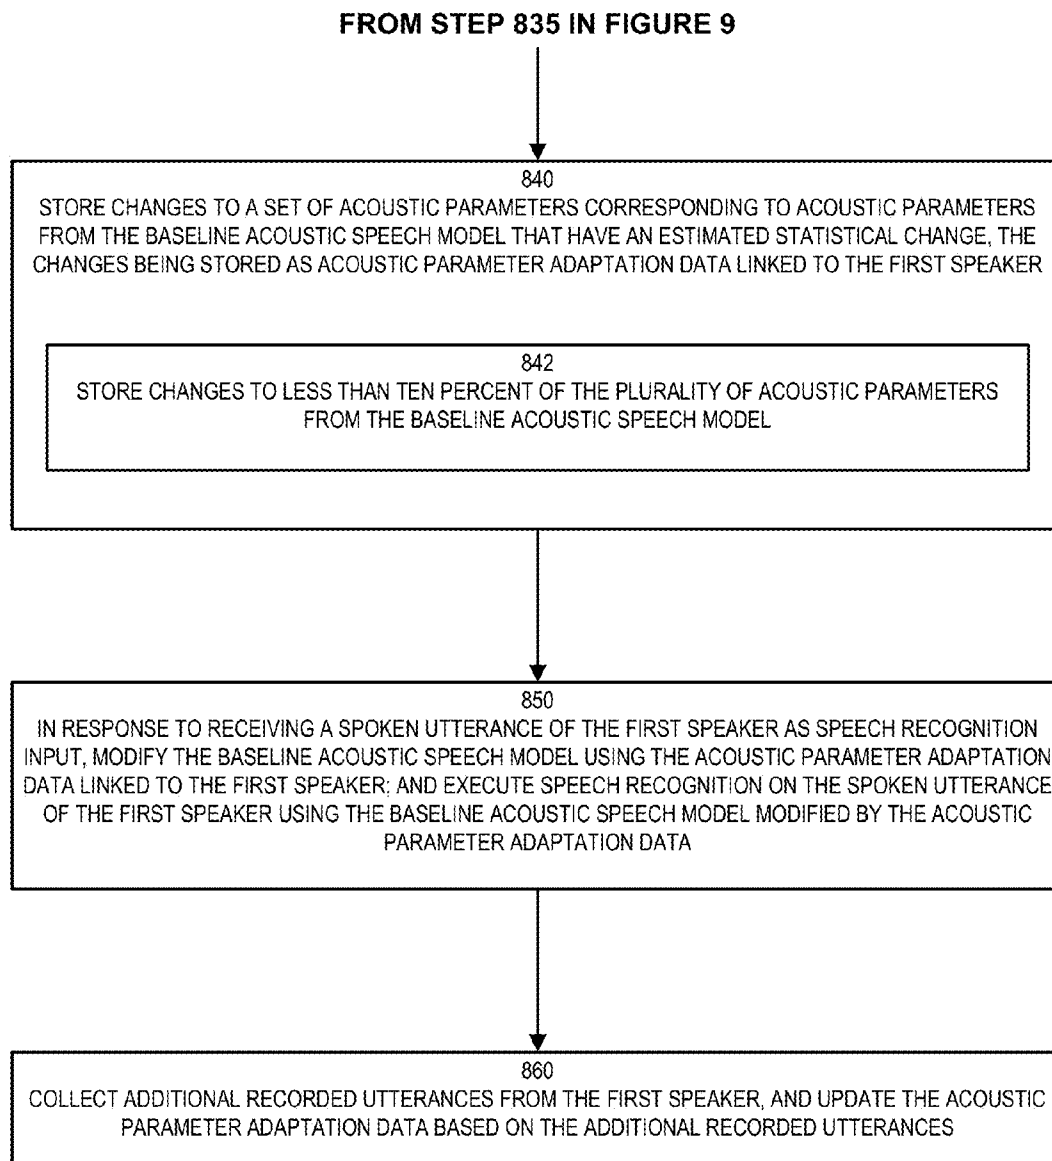 FROM STEP 835 IN FIGURE 9
840
STORE CHANGES TO A SET OF ACOUSTIC PARAMETERS CORRESPONDING TO ACOUSTIC PARAMETERS
FROM THE BASELINE ACOUSTIC SPEECH MODEL THAT HAVE AN ESTIMATED STATISTICAL CHANGE, THE
CHANGES BEING STORED AS ACOUSTIC PARAMETER ADAPTATION DATA LINKED TO THE FIRST SPEAKER
842
STORE CHANGES TO LESS THAN TEN PERCENT OF THE PLURALITY OF ACOUSTIC PARAMETERS
FROM THE BASELINE ACOUSTIC SPEECH MODEL
850
IN RESPONSE TO RECEIVING A SPOKEN UTTERANCE OF THE FIRST SPEAKER AS SPEECH RECOGNITION
INPUT, MODIFY THE BASELINE ACOUSTIC SPEECH MODEL USING THE ACOUSTIC PARAMETER ADAPTATION
DATA LINKED TO THE FIRST SPEAKER; AND EXECUTE SPEECH RECOGNITION ON THE SPOKEN UTTERANCE
OF THE FIRST SPEAKER USING THE BASELINE ACOUSTIC SPEECH MODEL MODIFIED BY THE ACOUSTIC
PARAMETER ADAPTATION DATA
860
COLLECT ADDITIONAL RECORDED UTTERANCES FROM THE FIRST SPEAKER, AND UPDATE THE ACOUSTIC
PARAMETER ADAPTATION DATA BASED ON THE ADDITIONAL RECORDED UTTERANCES